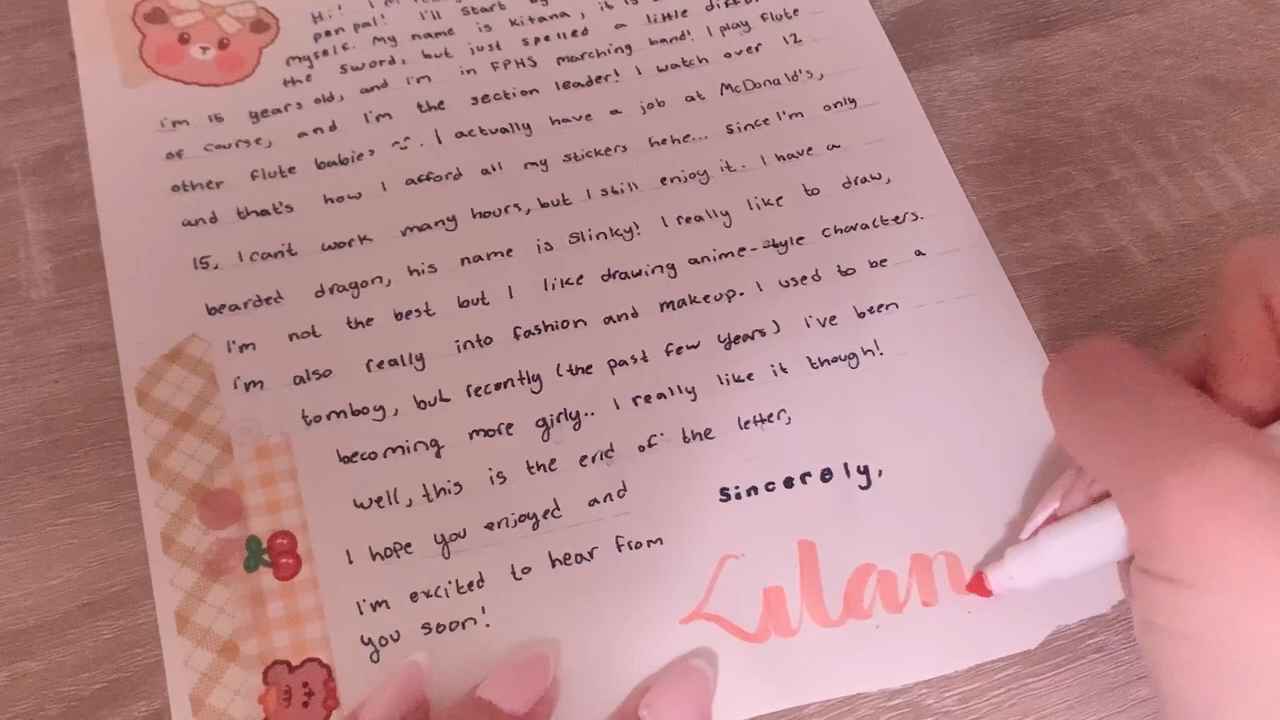 Hi! I'm
pen pal! I'll start by
myself. My name is Kitana, it is
the sword, but just spelled a little
i'm 15 years old, and i'm in FPHS marching band! I play flute
of course, and I'm the section leader! I watch over 12
other flute babies. I actually have a job at McDonald's,
and that's how I afford all my stickers hehe... Since I'm only
15, I can't work many hours, but I still enjoy it. I have a
bearded dragon, his name is Slinky! I really like to draw,
I'm not the best but I like drawing anime-style characters.
i'm also really into fashion and makeup. I used to be a
tomboy, but recently (the past few years) i've been
becoming more girly.. I really like it though!
well, this is the end of the letter,
I hope you enjoyed and
I'm excited to hear from
you soon!
Sincerely,